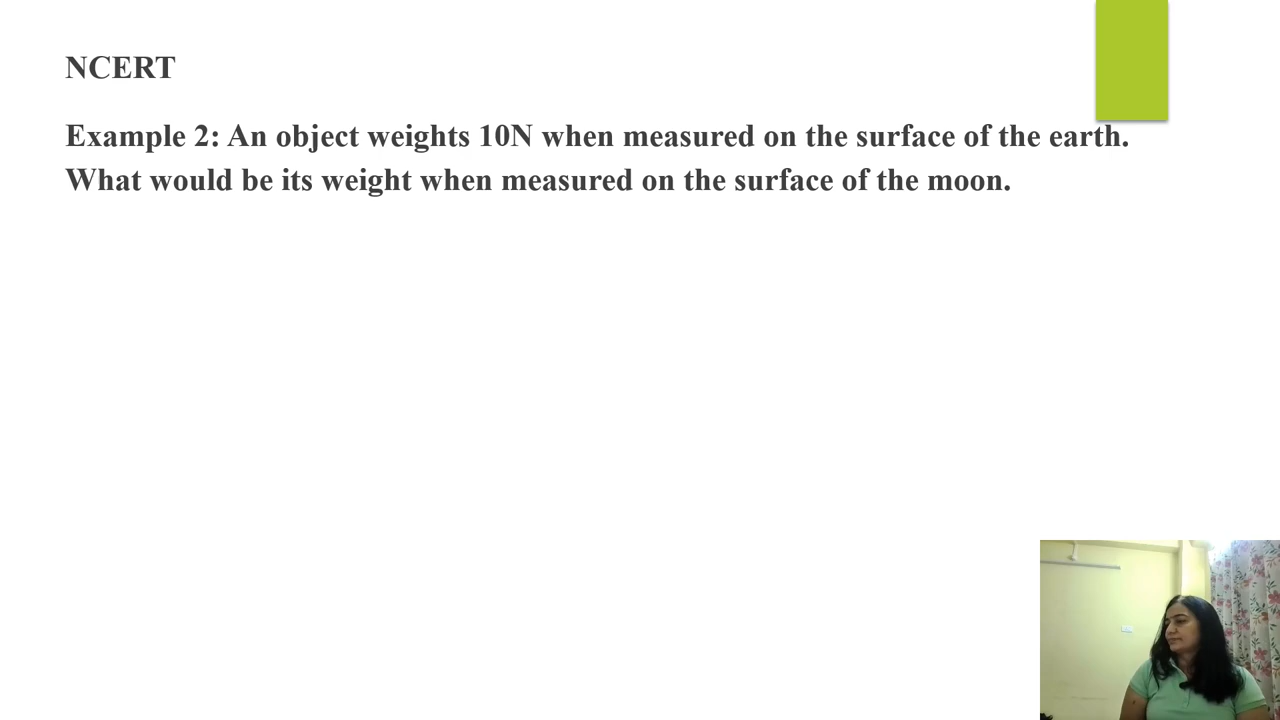 NCERT
Example 2: An object weights 10N when measured on the surface of the earth.
What would be its weight when measured on the surface of the moon.